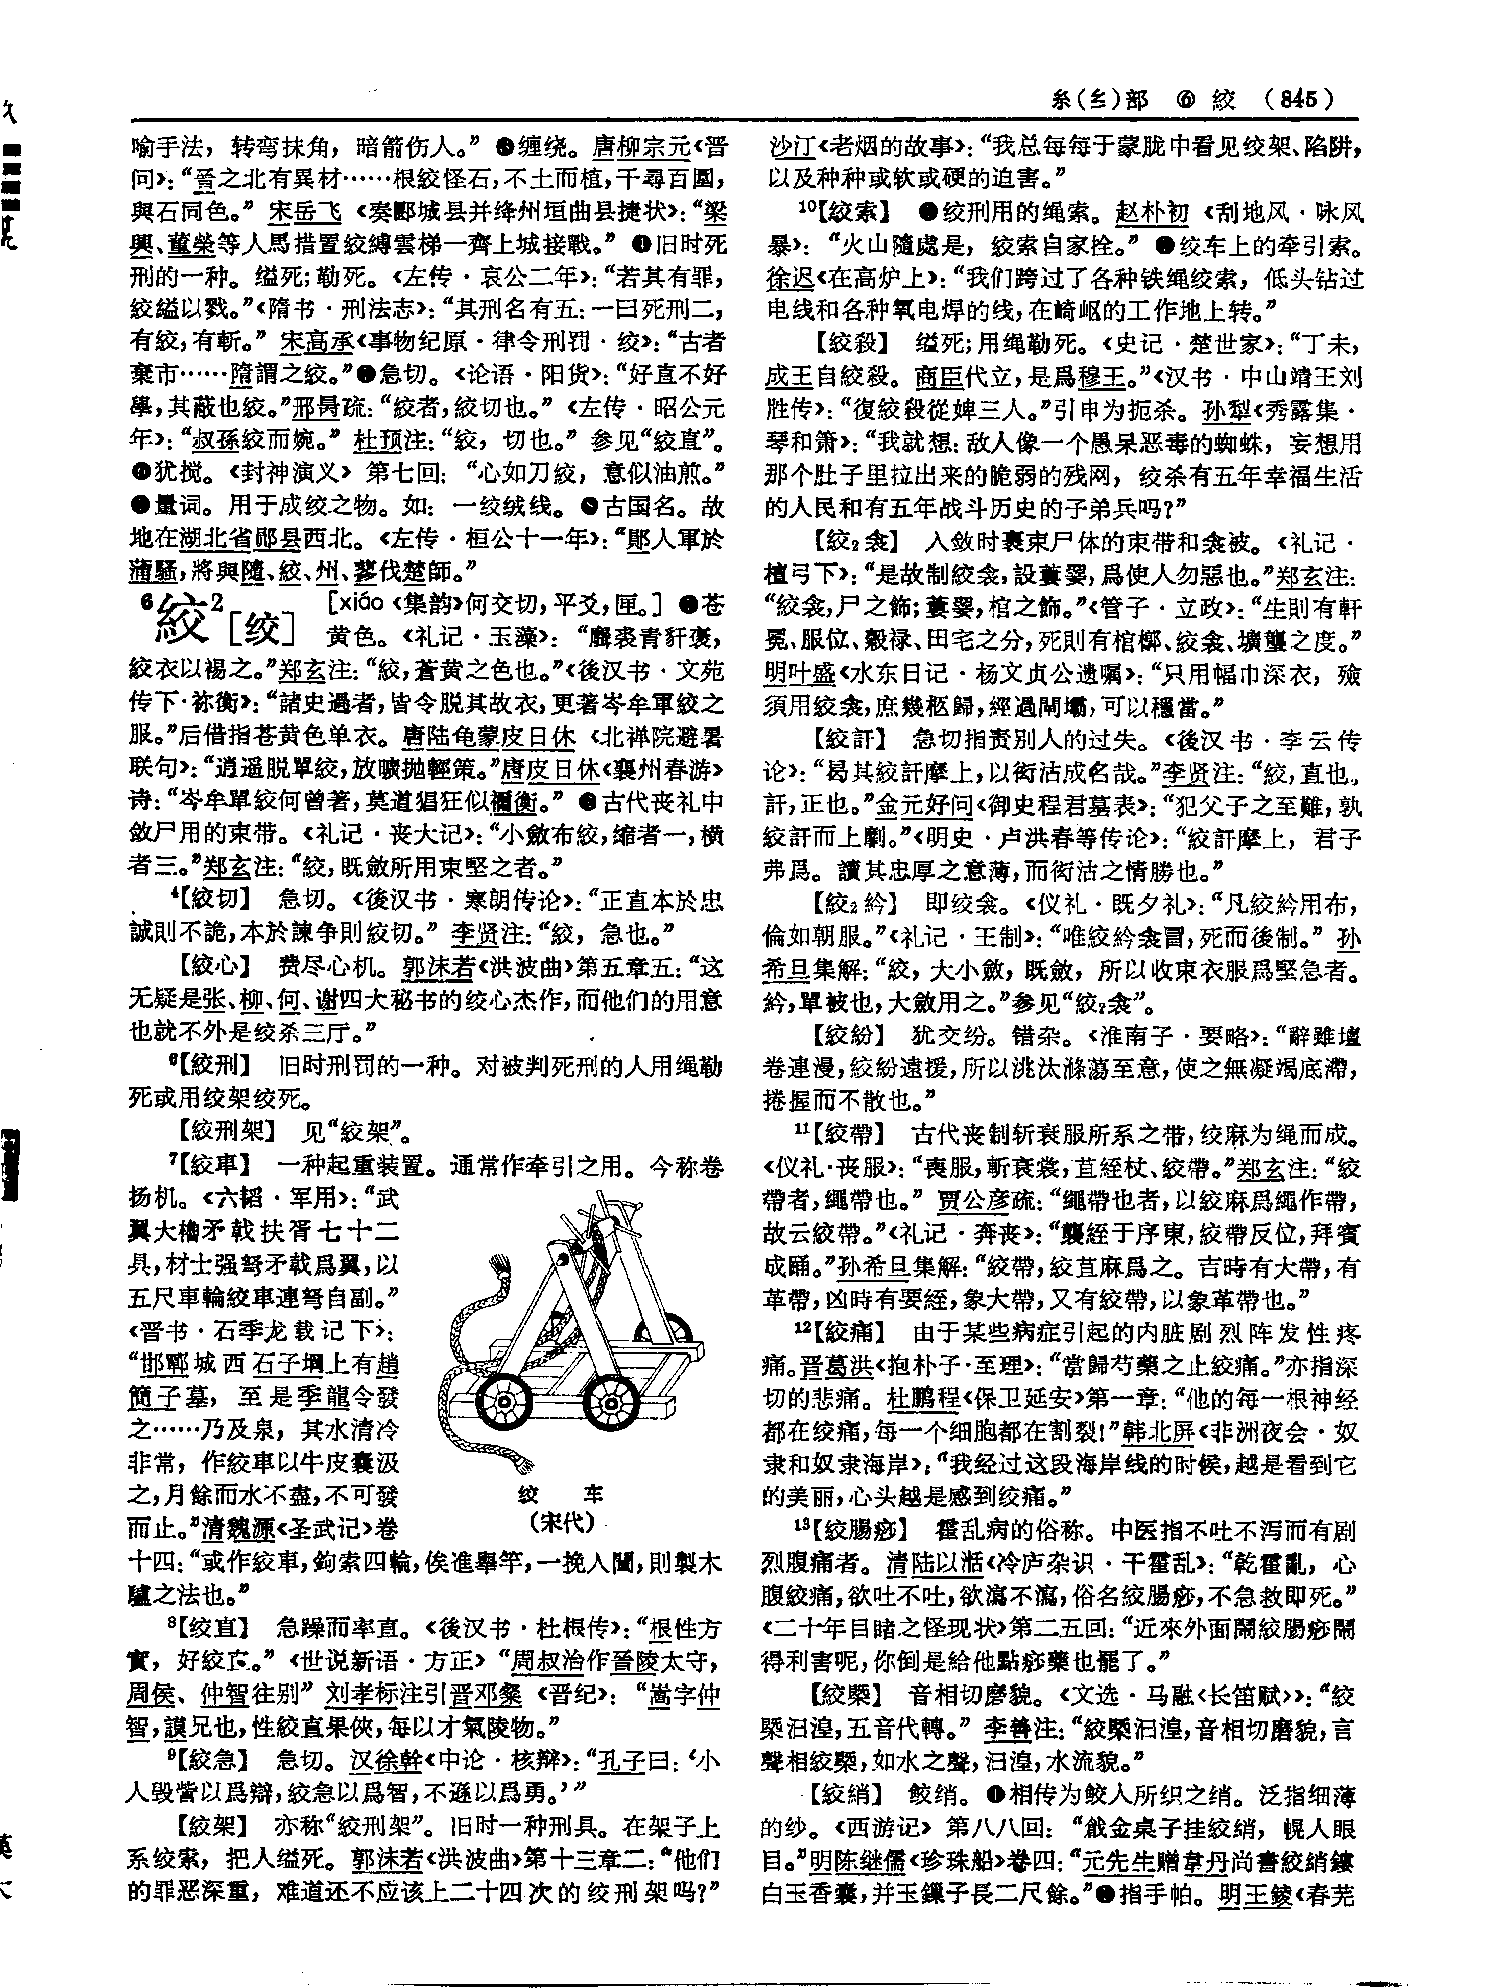 糸(纟)部 ⑥ 絞 (845)
喻手法，转弯抹角，暗箭伤人。” ●缠绕。唐柳宗元《晋
问》：“晉之北有異材……根絞怪石，不土而植，千尋百圍，
與石同色。” 宋岳飞《奏郾城县并绛州垣曲县捷状》：“梁
興、董榮等人馬措置絞縛雲梯一齊上城接戰。” ●旧时死
刑的一种。缢死；勒死。《左传·哀公二年》：“若其有罪，
絞縊以戮。”《隋书·刑法志》：“其刑名有五：一曰死刑二，
有絞，有斬。” 宋高承《事物纪原·律令刑罚·绞》：“古者
棄市……隋謂之絞。”●急切。《论语·阳货》：“好直不好
學，其蔽也絞。”邢昺疏：“絞者，絞切也。”《左传·昭公元
年》：“叔孫絞而婉。” 杜预注：“絞，切也。” 参见“絞直”。
●犹搅。《封神演义》第七回：“心如刀絞，意似油煎。”
●量词。用于成绞之物。如：一绞绒线。●古国名。故
地在湖北省郧县西北。《左传·桓公十一年》：“鄖人軍於
蒲騷，將與隨、絞、州、蓼伐楚師。”
6絞2[绞] [xiáo《集韵》何交切，平爻，匣。] ●苍
黄色。《礼记·玉藻》：“麛裘青豻褎，
絞衣以裼之。”郑玄注：“絞，蒼黄之色也。”《後汉书·文苑
传下·祢衡》：“諸史過者，皆令脱其故衣，更著岑牟單絞之
服。”后借指苍黄色单衣。唐陆龟蒙皮日休《北禅院避暑
联句》：“逍遥脱單絞，放曠抛輕策。”唐皮日休《襄州春游》
诗：“岑牟單絞何曾著，莫道猖狂似禰衡。” ●古代丧礼中
敛尸用的束带。《礼记·丧大记》：“小斂布絞，縮者一，横
者三。”郑玄注：“絞，既斂所用束堅之者。”
4【絞切】 急切。《後汉书·寒朗传论》：“正直本於忠
誠則不詭，本於諫争則絞切。” 李贤注：“絞，急也。”
【絞心】 费尽心机。郭沫若《洪波曲》第五章五：“这
无疑是张、柳、何、谢四大秘书的绞心杰作，而他们的用意
也就不外是绞杀三厅。”
6【絞刑】 旧时刑罚的一种。对被判死刑的人用绳勒
死或用绞架绞死。
【絞刑架】 见“絞架”。
7【絞車】 一种起重装置。通常作牵引之用。今称卷
扬机。《六韬·军用》：“武
翼大櫓矛戟扶胥七十二
具，材士强弩矛戟爲翼，以
五尺車輪絞車連弩自副。”
《晋书·石季龙载记下》：
“邯鄲城西石子堈上有趙
簡子墓，至是季龍令發
之……乃及泉，其水清冷
非常，作絞車以牛皮囊汲
之，月餘而水不盡，不可發
而止。”清魏源《圣武记》卷
十四：“或作絞車，鉤索四輪，俟進舉竿，一挽人闐，則製木
驢之法也。”
绞 车
（宋代）
8【绞直】 急躁而率直。《後汉书·杜根传》：“根性方
實，好絞直。”《世说新语·方正》“周叔治作晉陵太守，
周侯、仲智往别” 刘孝标注引晋邓粲《晋纪》：“嵩字仲
智，謨兄也，性絞直果俠，每以才氣陵物。”
9【絞急】 急切。汉徐幹《中论·核辩》：“孔子曰：‘小
人毁訾以爲辯，絞急以爲智，不遜以爲勇。’”
【絞架】 亦称“絞刑架”。旧时一种刑具。在架子上
系绞索，把人缢死。郭沫若《洪波曲》第十三章二：“他们
的罪恶深重，难道还不应该上二十四次的绞刑架吗？”
沙汀《老烟的故事》：“我总每每于蒙胧中看见绞架、陷阱，
以及种种或软或硬的迫害。”
10【絞索】 ●绞刑用的绳索。赵朴初《刮地风·咏风
暴》：“火山隨處是，絞索自家拴。” ●绞车上的牵引索。
徐迟《在高炉上》：“我们跨过了各种铁绳绞索，低头钻过
电线和各种氧电焊的线，在崎岖的工作地上转。”
【絞殺】 缢死；用绳勒死。《史记·楚世家》：“丁未，
成王自絞殺。商臣代立，是爲穆王。”《汉书·中山靖王刘
胜传》：“復絞殺從婢三人。”引申为扼杀。孙犁《秀露集·
琴和箫》：“我就想：敌人像一个愚呆恶毒的蜘蛛，妄想用
那个肚子里拉出来的脆弱的残网，绞杀有五年幸福生活
的人民和有五年战斗历史的子弟兵吗？”
【絞2衾】 入敛时裹束尸体的束带和衾被。《礼记·
檀弓下》：“是故制絞衾，設蔞翣，爲使人勿惡也。”郑玄注：
“絞衾，尸之飾；蔞翣，棺之飾。”《管子·立政》：“生則有軒
冕、服位、穀禄、田宅之分，死則有棺槨、絞衾、壙壟之度。”
明叶盛《水东日记·杨文贞公遗嘱》：“只用幅巾深衣，殮
須用絞衾，庶幾柩歸，經過閘壩，可以穩當。”
【絞訐】 急切指责别人的过失。《後汉书·李云传
论》：“曷其絞訐摩上，以衒沽成名哉。”李贤注：“絞，直也。
訐，正也。”金元好问《御史程君墓表》：“犯父子之至難，孰
絞訐而上劘。”《明史·卢洪春等传论》：“絞訐摩上，君子
弗爲。讀其忠厚之意薄，而衒沽之情勝也。”
【絞2紟】 即绞衾。《仪礼·既夕礼》：“凡絞紟用布，
倫如朝服。”《礼记·王制》：“唯絞紟衾冒，死而後制。” 孙
希旦集解：“絞，大小斂，既斂，所以收束衣服爲堅急者。
紟，單被也，大斂用之。”参见“絞2衾”。
【絞紛】 犹交纷。错杂。《淮南子·要略》：“辭雖壇
卷連漫，絞紛遠援，所以洮汰滌蕩至意，使之無凝竭底滯，
捲握而不散也。”
11【絞帶】 古代丧制斩衰服所系之带，绞麻为绳而成。
《仪礼·丧服》：“喪服，斬衰裳，苴絰杖、絞帶。”郑玄注：“絞
帶者，繩帶也。” 贾公彦疏：“繩帶也者，以絞麻爲繩作帶，
故云絞帶。”《礼记·奔丧》：“襲絰于序東，絞帶反位，拜賓
成踊。”孙希旦集解：“絞帶，絞苴麻爲之。吉時有大帶，有
革帶，凶時有要絰，象大帶，又有絞帶，以象革帶也。”
12【絞痛】 由于某些病症引起的内脏剧烈阵发性疼
痛。晋葛洪《抱朴子·至理》：“當歸芍藥之止絞痛。”亦指深
切的悲痛。杜鹏程《保卫延安》第一章：“他的每一根神经
都在绞痛，每一个细胞都在割裂！”韩北屏《非洲夜会·奴
隶和奴隶海岸》：“我经过这段海岸线的时候，越是看到它
的美丽，心头越是感到绞痛。”
13【絞腸痧】 霍乱病的俗称。中医指不吐不泻而有剧
烈腹痛者。清陆以湉《冷庐杂识·干霍乱》：“乾霍亂，心
腹絞痛，欲吐不吐，欲瀉不瀉，俗名絞腸痧，不急救即死。”
《二十年目睹之怪现状》第二五回：“近來外面鬧絞腸痧鬧
得利害呢，你倒是給他點痧藥也罷了。”
【絞槩】 音相切磨貌。《文选·马融〈长笛赋〉》：“絞
槩汩湟，五音代轉。” 李善注：“絞槩汩湟，音相切磨貌，言
聲相絞槩，如水之聲，汩湟，水流貌。”
【絞綃】 鲛绡。●相传为鲛人所织之绡。泛指细薄
的纱。《西游记》第八八回：“戧金桌子挂絞綃，幌人眼
目。”明陈继儒《珍珠船》卷四：“元先生赠韋丹尚書絞綃鏤
白玉香囊，并玉鏁子長二尺餘。”●指手帕。明王錂《春芜